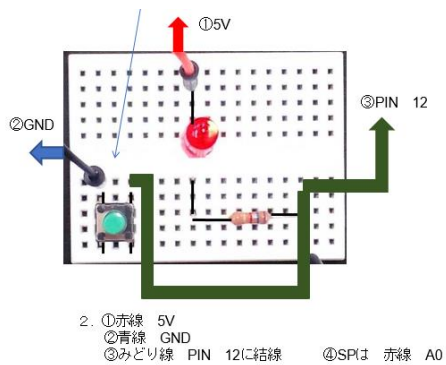 ①5V
③PIN 12
②GND
2．①赤線 5V
②青線 GND
③みどり線 PIN 12に結線 ④SPは 赤線 A0